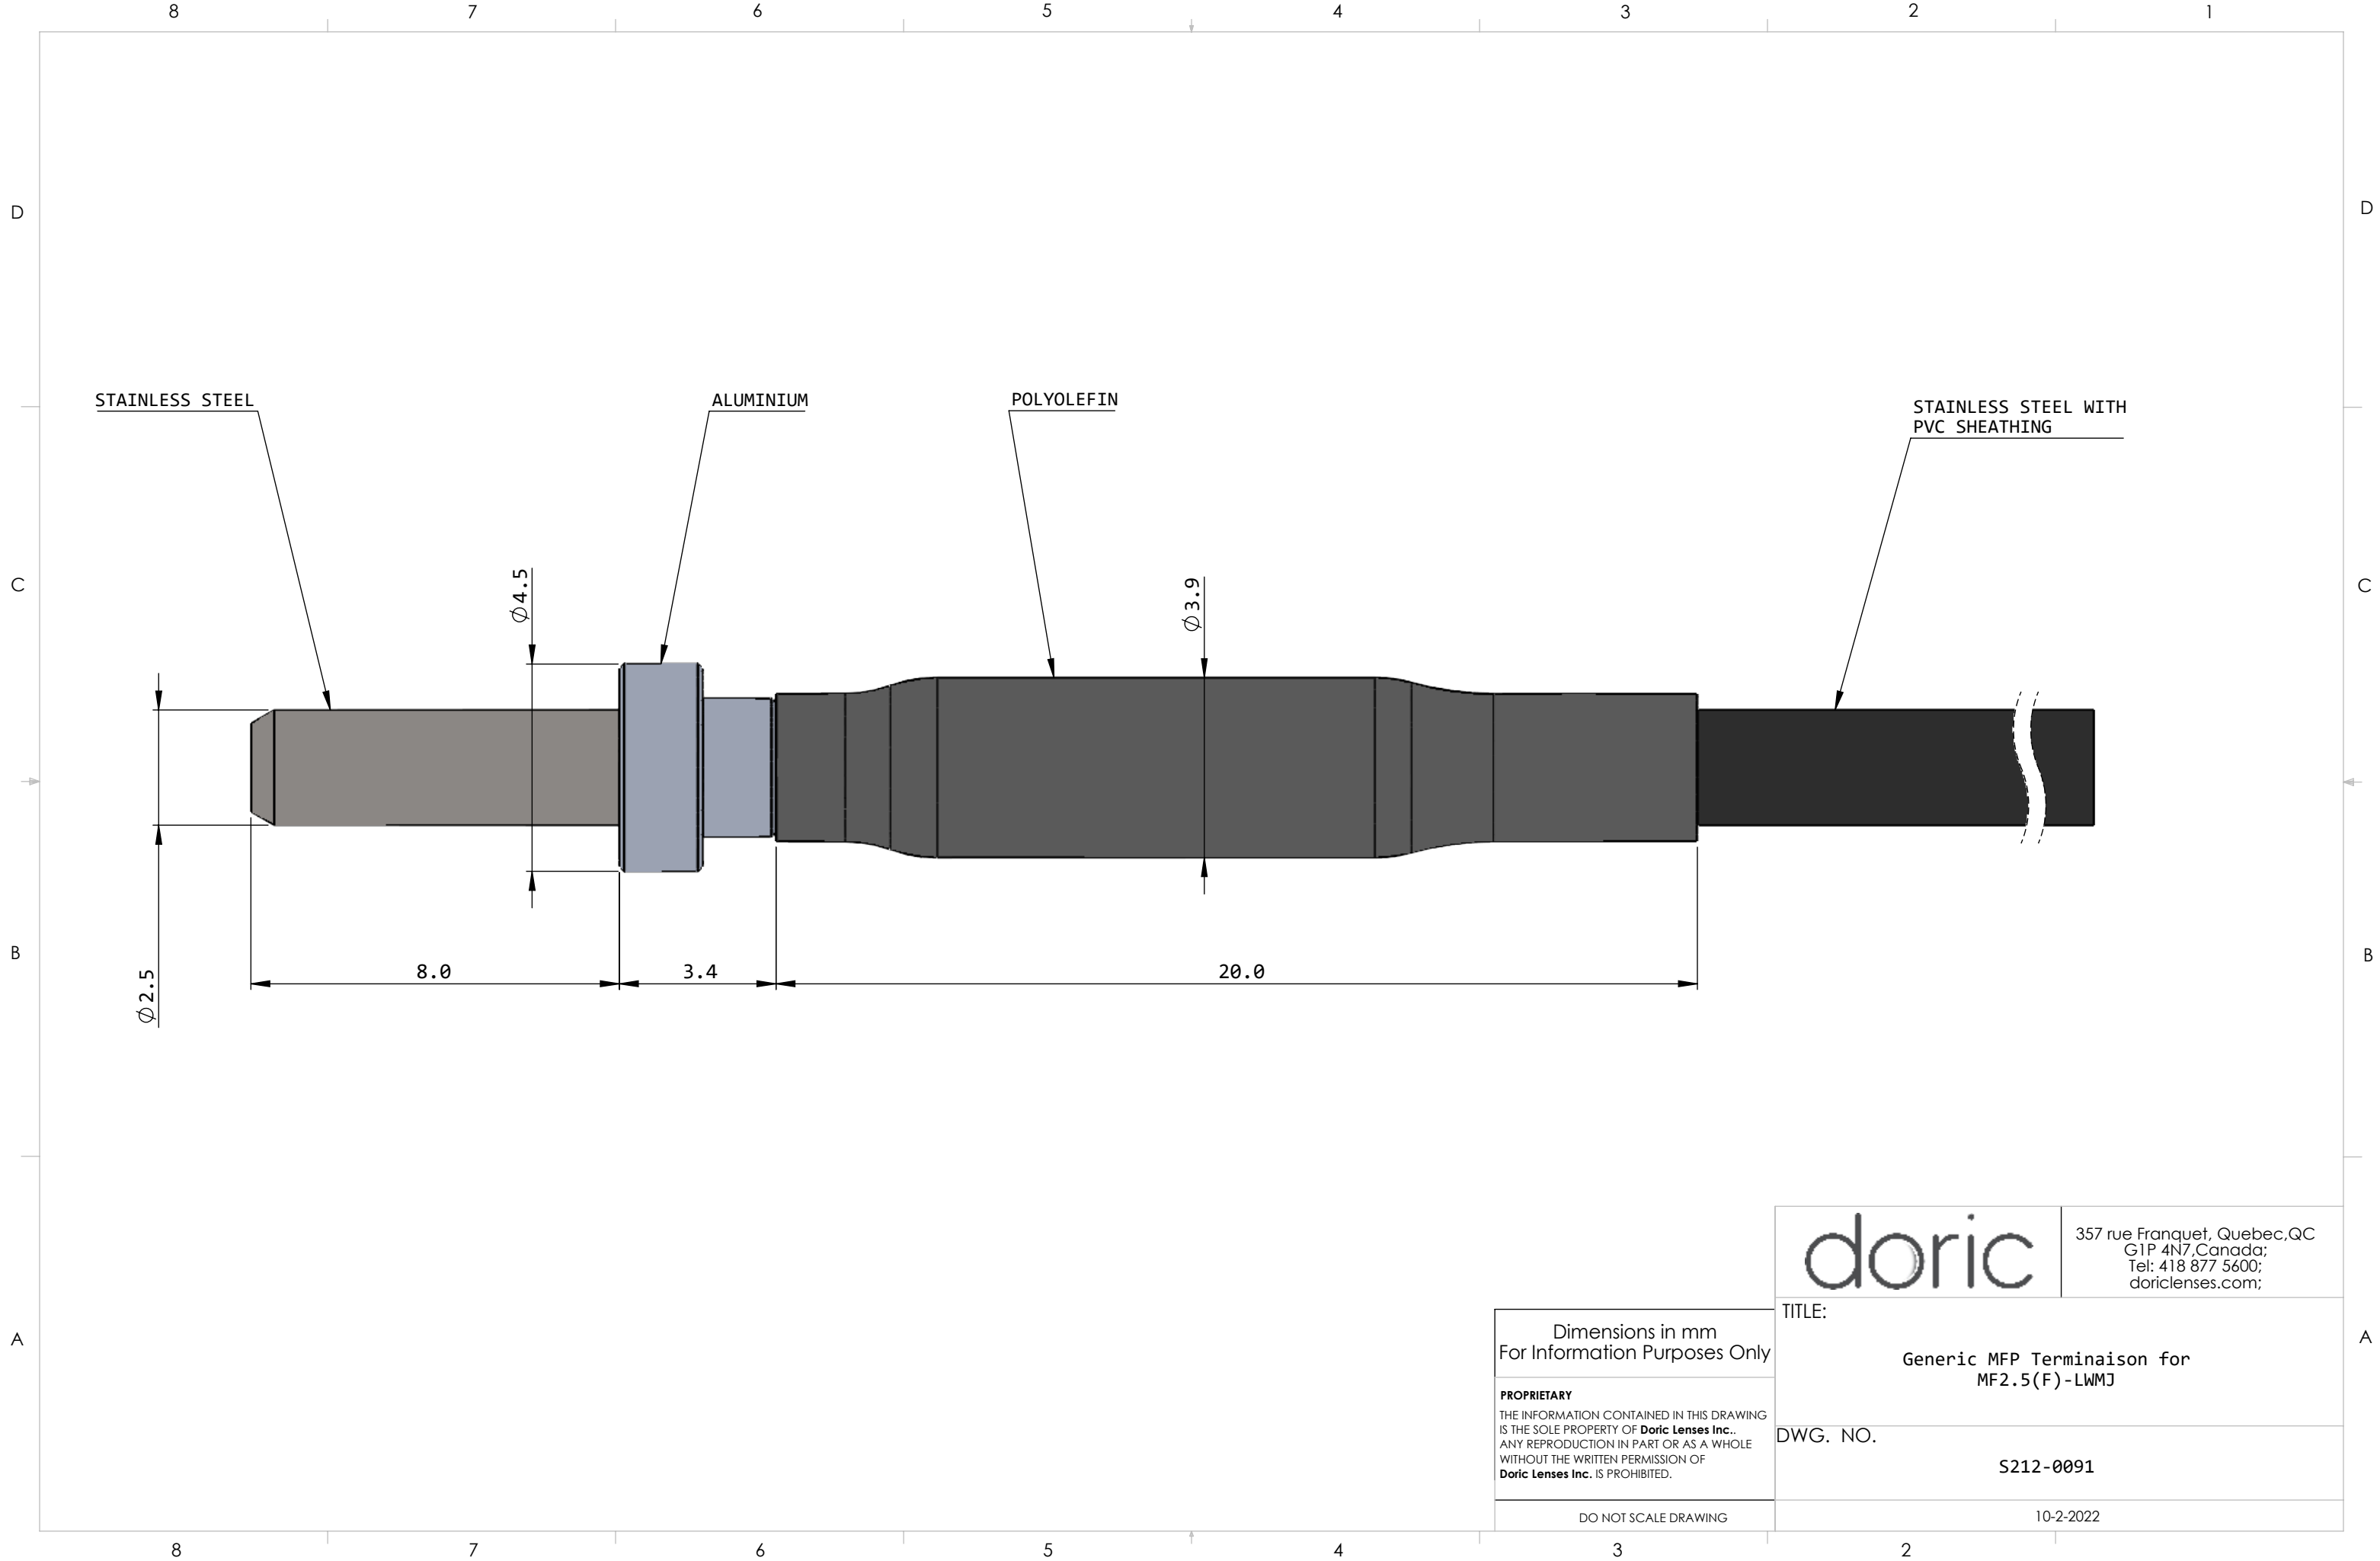 8 7 6 5 4 3 2 1
D D
STAINLESS STEEL
ALUMINIUM
POLYOLEFIN
STAINLESS STEEL WITH
PVC SHEATHING
C C
∅4.5
∅3.9
B B
∅2.5
8.0
3.4
20.0
doric
357 rue Franquet, Quebec,QC
G1P 4N7,Canada;
Tel: 418 877 5600;
doriclenses.com;
A A
Dimensions in mm
For Information Purposes Only
PROPRIETARY
THE INFORMATION CONTAINED IN THIS DRAWING
IS THE SOLE PROPERTY OF Doric Lenses Inc..
ANY REPRODUCTION IN PART OR AS A WHOLE
WITHOUT THE WRITTEN PERMISSION OF
Doric Lenses Inc. IS PROHIBITED.
DO NOT SCALE DRAWING
TITLE:
Generic MFP Terminaison for
MF2.5(F)-LWMJ
DWG. NO.
S212-0091
10-2-2022
8 7 6 5 4 3 2